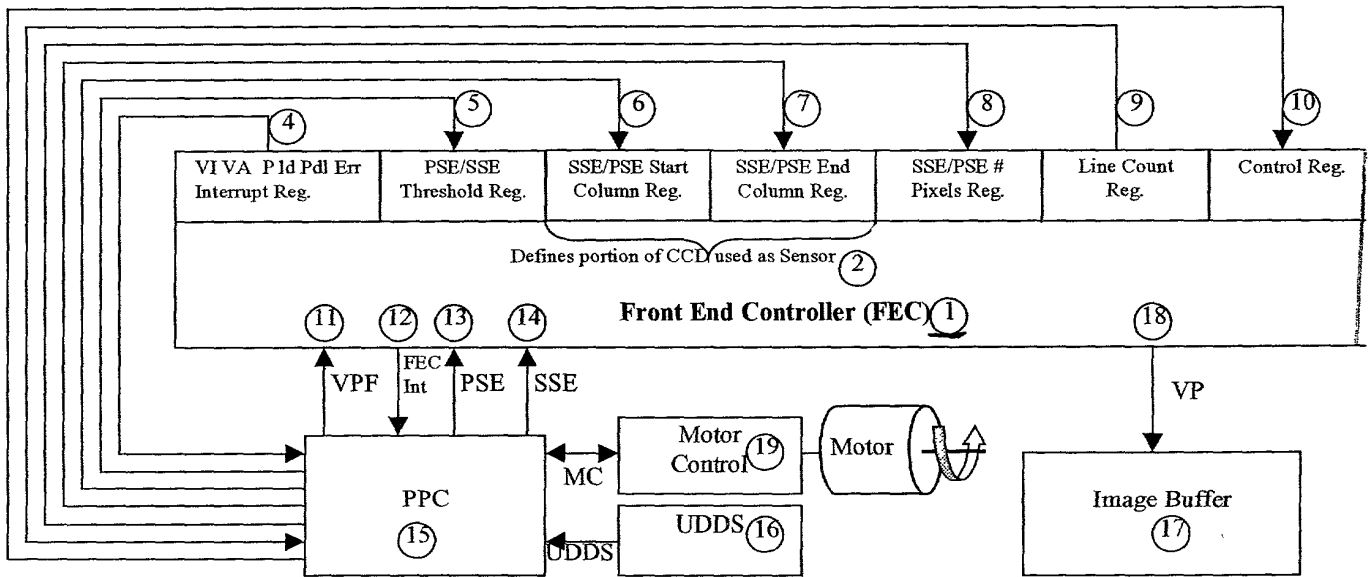 4
5
6
7
8
9
10
VI VA P ld Pdl Err
Interrupt Reg.
PSE/SSE
Threshold Reg.
SSE/PSE Start
Column Reg.
SSE/PSE End
Column Reg.
SSE/PSE #
Pixels Reg.
Line Count
Reg.
Control Reg.
Defines portion of CCD used as Sensor
2
Front End Controller (FEC)
1
11
12
13
14
18
VPF
FEC
Int
PSE
SSE
VP
PPC
15
MC
Motor
Control
19
Motor
UDDS
UDDS
16
Image Buffer
17